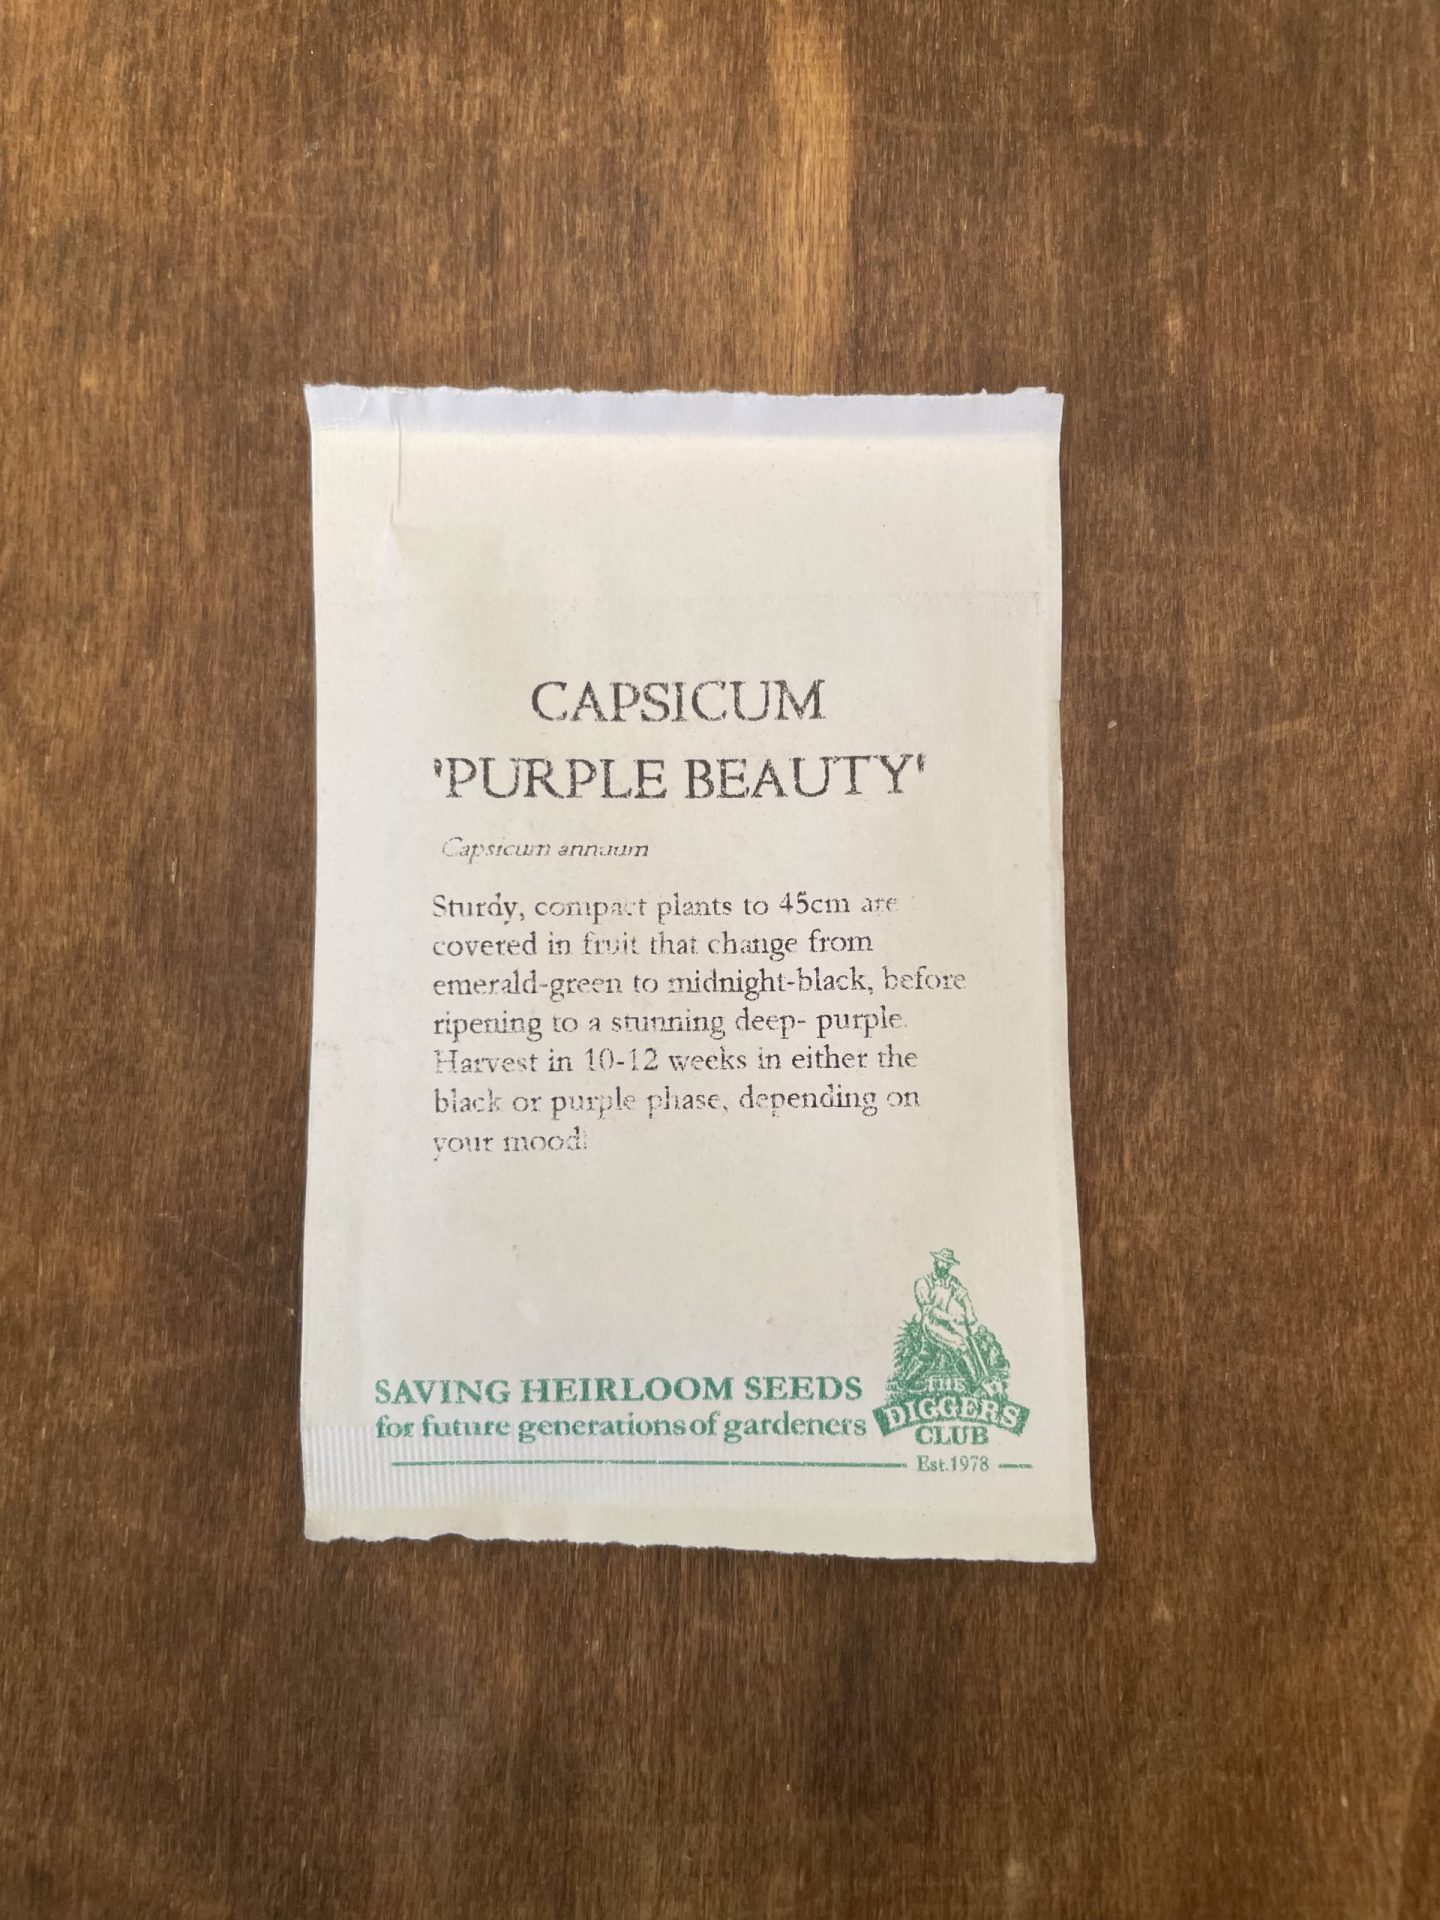 CAPSICUM
'PURPLE BEAUTY'
Capsicum annuum
Sturdy, compact plants to 45cm are
covered in fruit that change from
emerald-green to midnight-black, before
ripening to a stunning deep- purple.
Harvest in 10-12 weeks in either the
black or purple phase, depending on
your mood!
SAVING HEIRLOOM SEEDS
for future generations of gardeners
THE
DIGGERS
CLUB
Est.1978